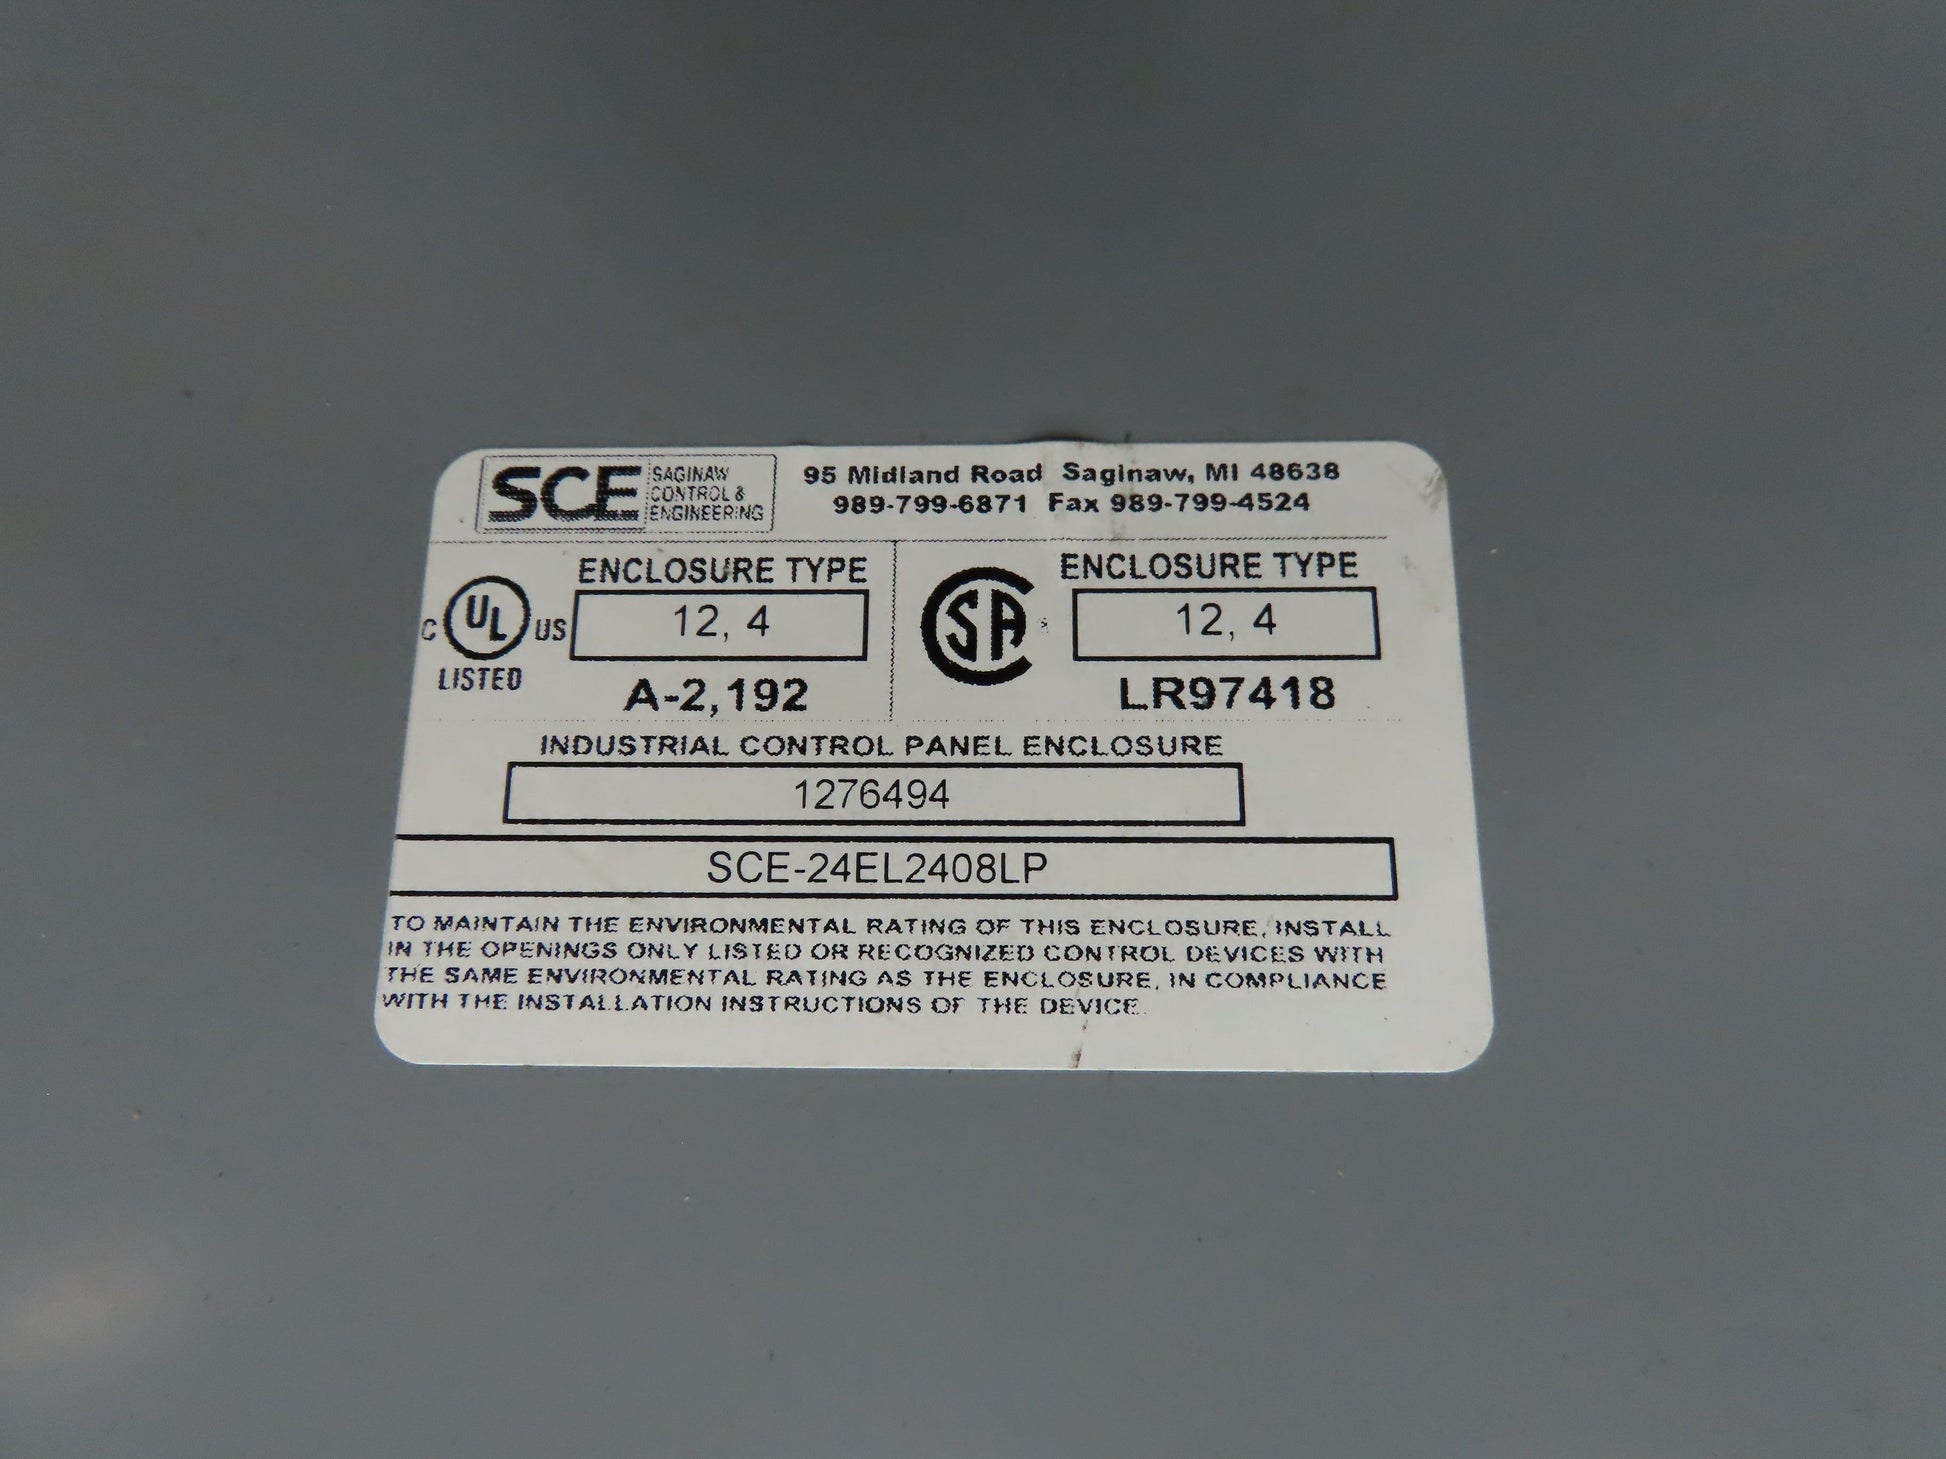 SCE SAGINAW
CONTROL &
ENGINEERING
95 Midland Road Saginaw, MI 48638
989-799-6871 Fax 989-799-4524
ENCLOSURE TYPE
12, 4
C UL US
LISTED
A-2,192
ENCLOSURE TYPE
SA
12, 4
LR97418
INDUSTRIAL CONTROL PANEL ENCLOSURE
1276494
SCE-24EL2408LP
TO MAINTAIN THE ENVIRONMENTAL RATING OF THIS ENCLOSURE, INSTALL
IN THE OPENINGS ONLY LISTED OR RECOGNIZED CONTROL DEVICES WITH
THE SAME ENVIRONMENTAL RATING AS THE ENCLOSURE, IN COMPLIANCE
WITH THE INSTALLATION INSTRUCTIONS OF THE DEVICE.